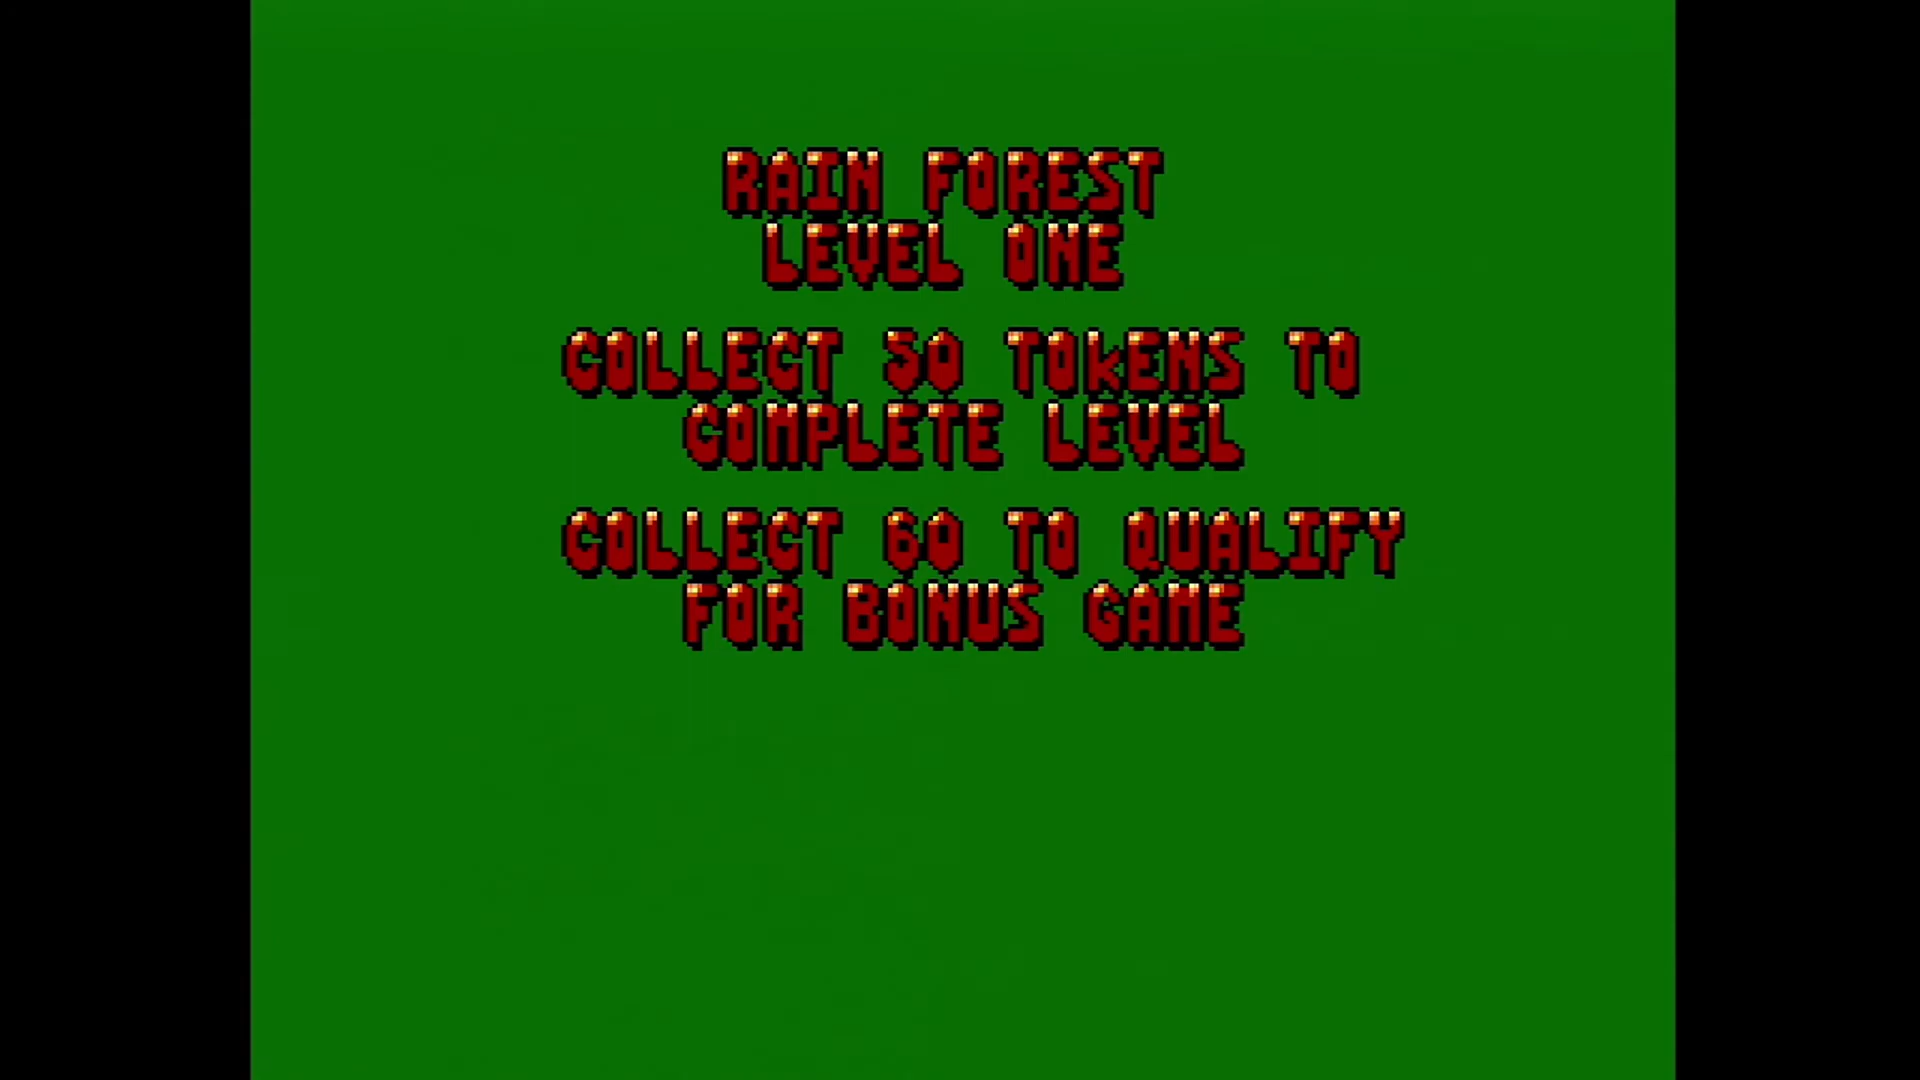 RAIN FOREST
LEVEL ONE
COLLECT 50 TOKENS TO
COMPLETE LEVEL
COLLECT 60 TO QUALIFY
FOR BONUS GAME